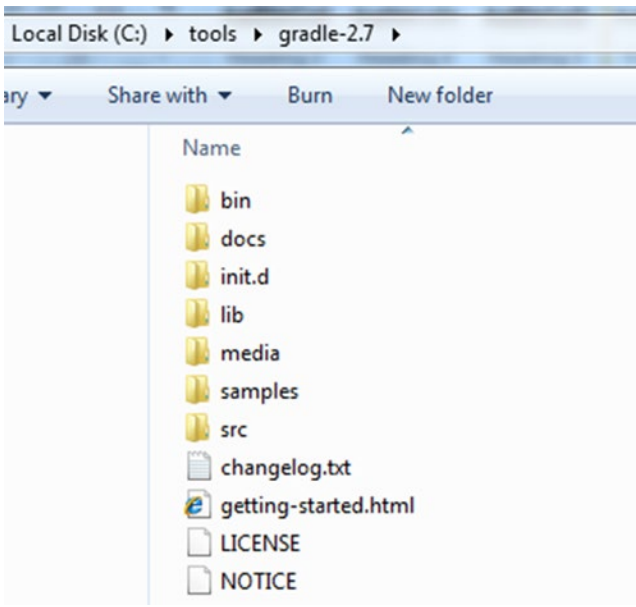 Local Disk (C:) ▸ tools ▸ gradle-2.7 ▸
ary ▾ Share with ▾ Burn New folder
Name
bin
docs
init.d
lib
media
samples
src
changelog.txt
getting-started.html
LICENSE
NOTICE